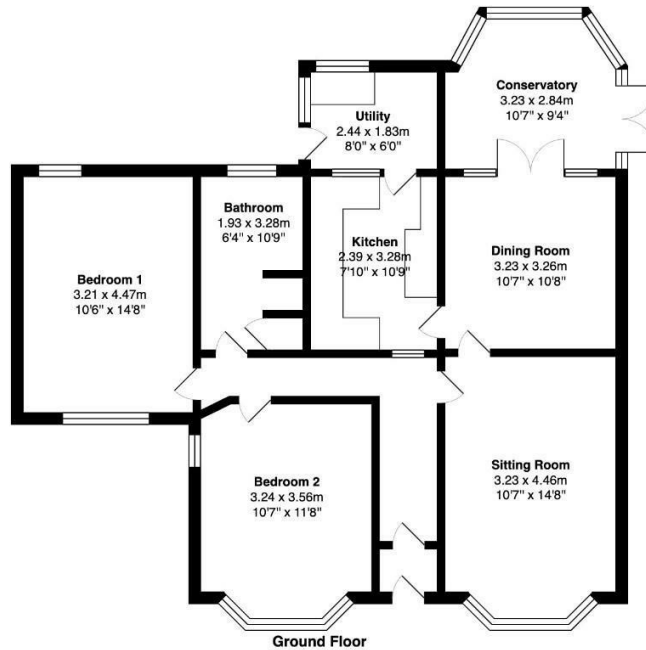 Conservatory
3.23 x 2.84m
10'7" x 9'4"
Utility
2.44 x 1.83m
8'0" x 6'0"
Bathroom
1.93 x 3.28m
6'4" x 10'9"
Kitchen
2.39 x 3.28m
7'10" x 10'9"
Dining Room
3.23 x 3.26m
10'7" x 10'8"
Bedroom 1
3.21 x 4.47m
10'6" x 14'8"
Bedroom 2
3.24 x 3.56m
10'7" x 11'8"
Sitting Room
3.23 x 4.46m
10'7" x 14'8"
Ground Floor